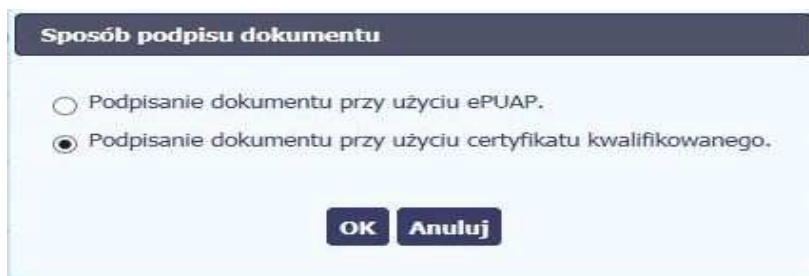 Sposób podpisu dokumentu
Podpisanie dokumentu przy użyciu ePUAP.
Podpisanie dokumentu przy użyciu certyfikatu kwalifikowanego.
OK Anuluj